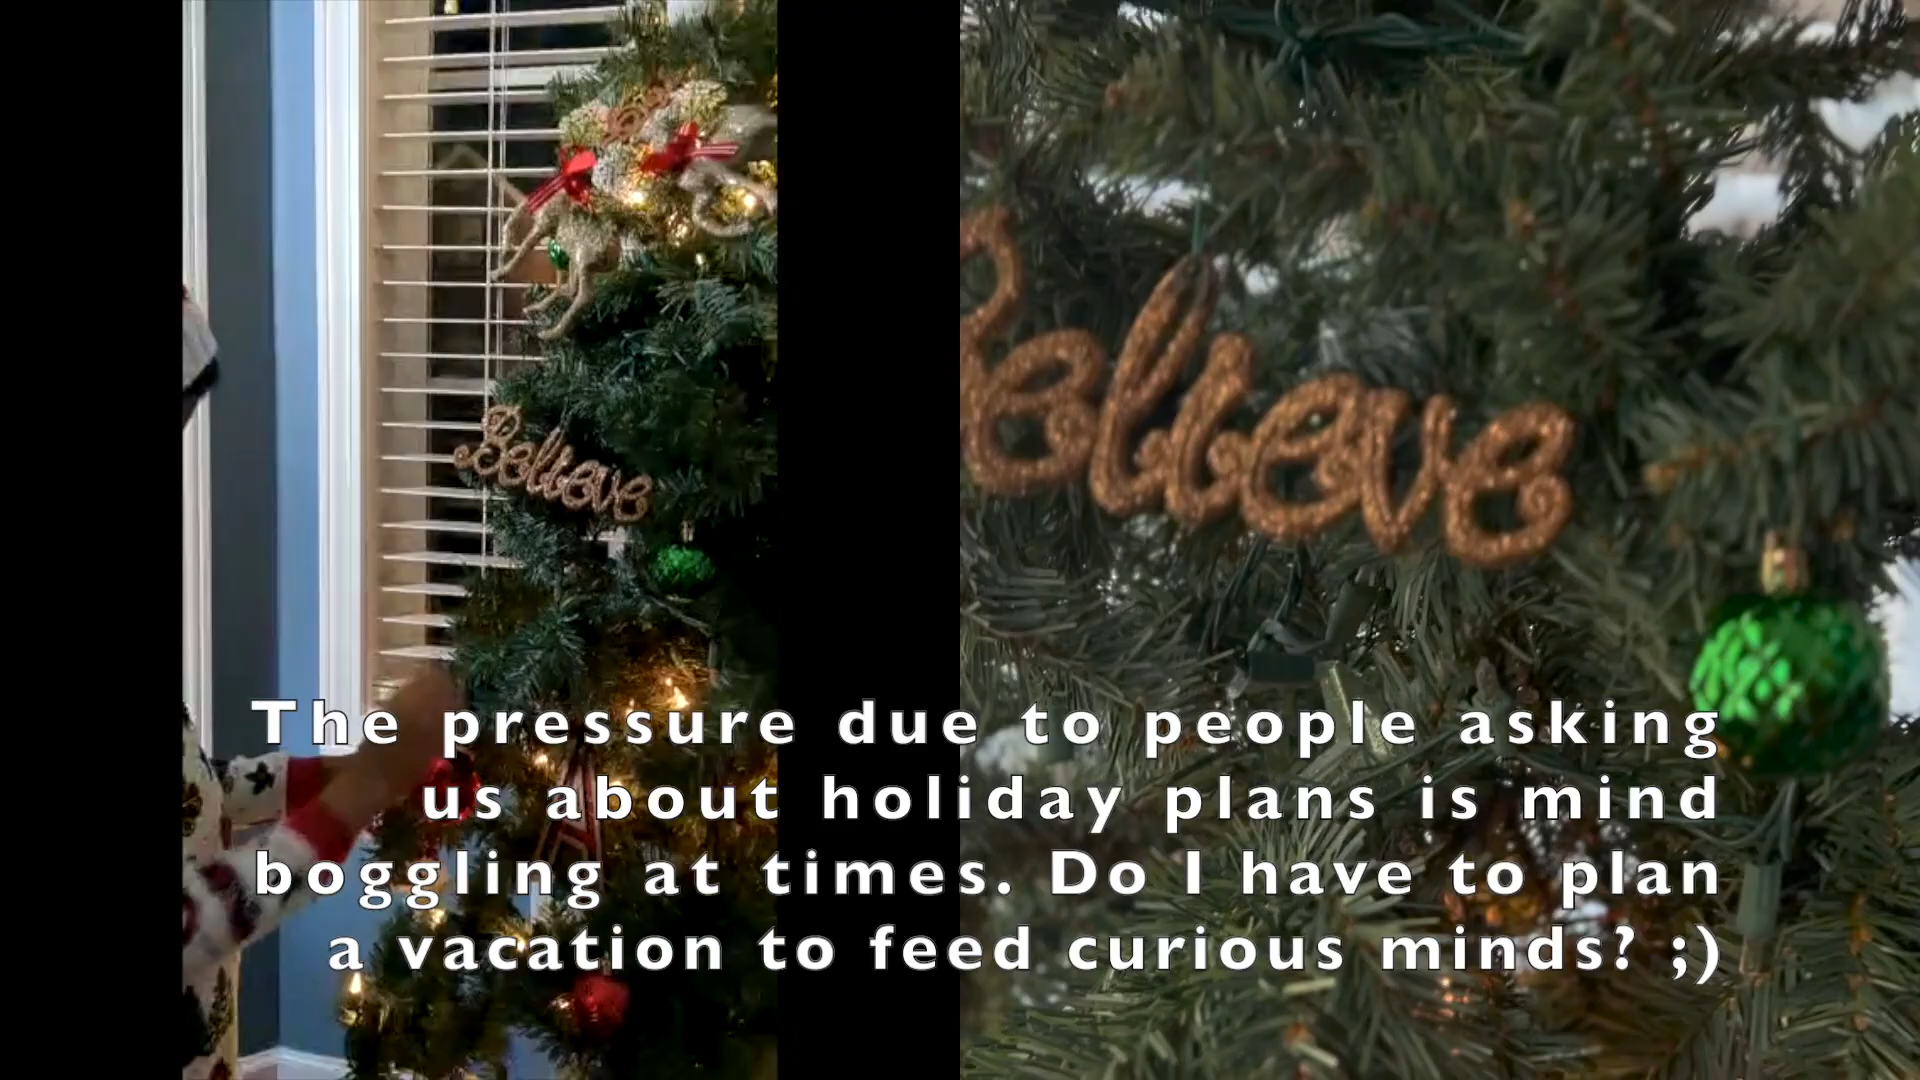 Believe
Believe
The pressure due to people asking
us about holiday plans is mind
boggling at times. Do I have to plan
a vacation to feed curious minds? ;)